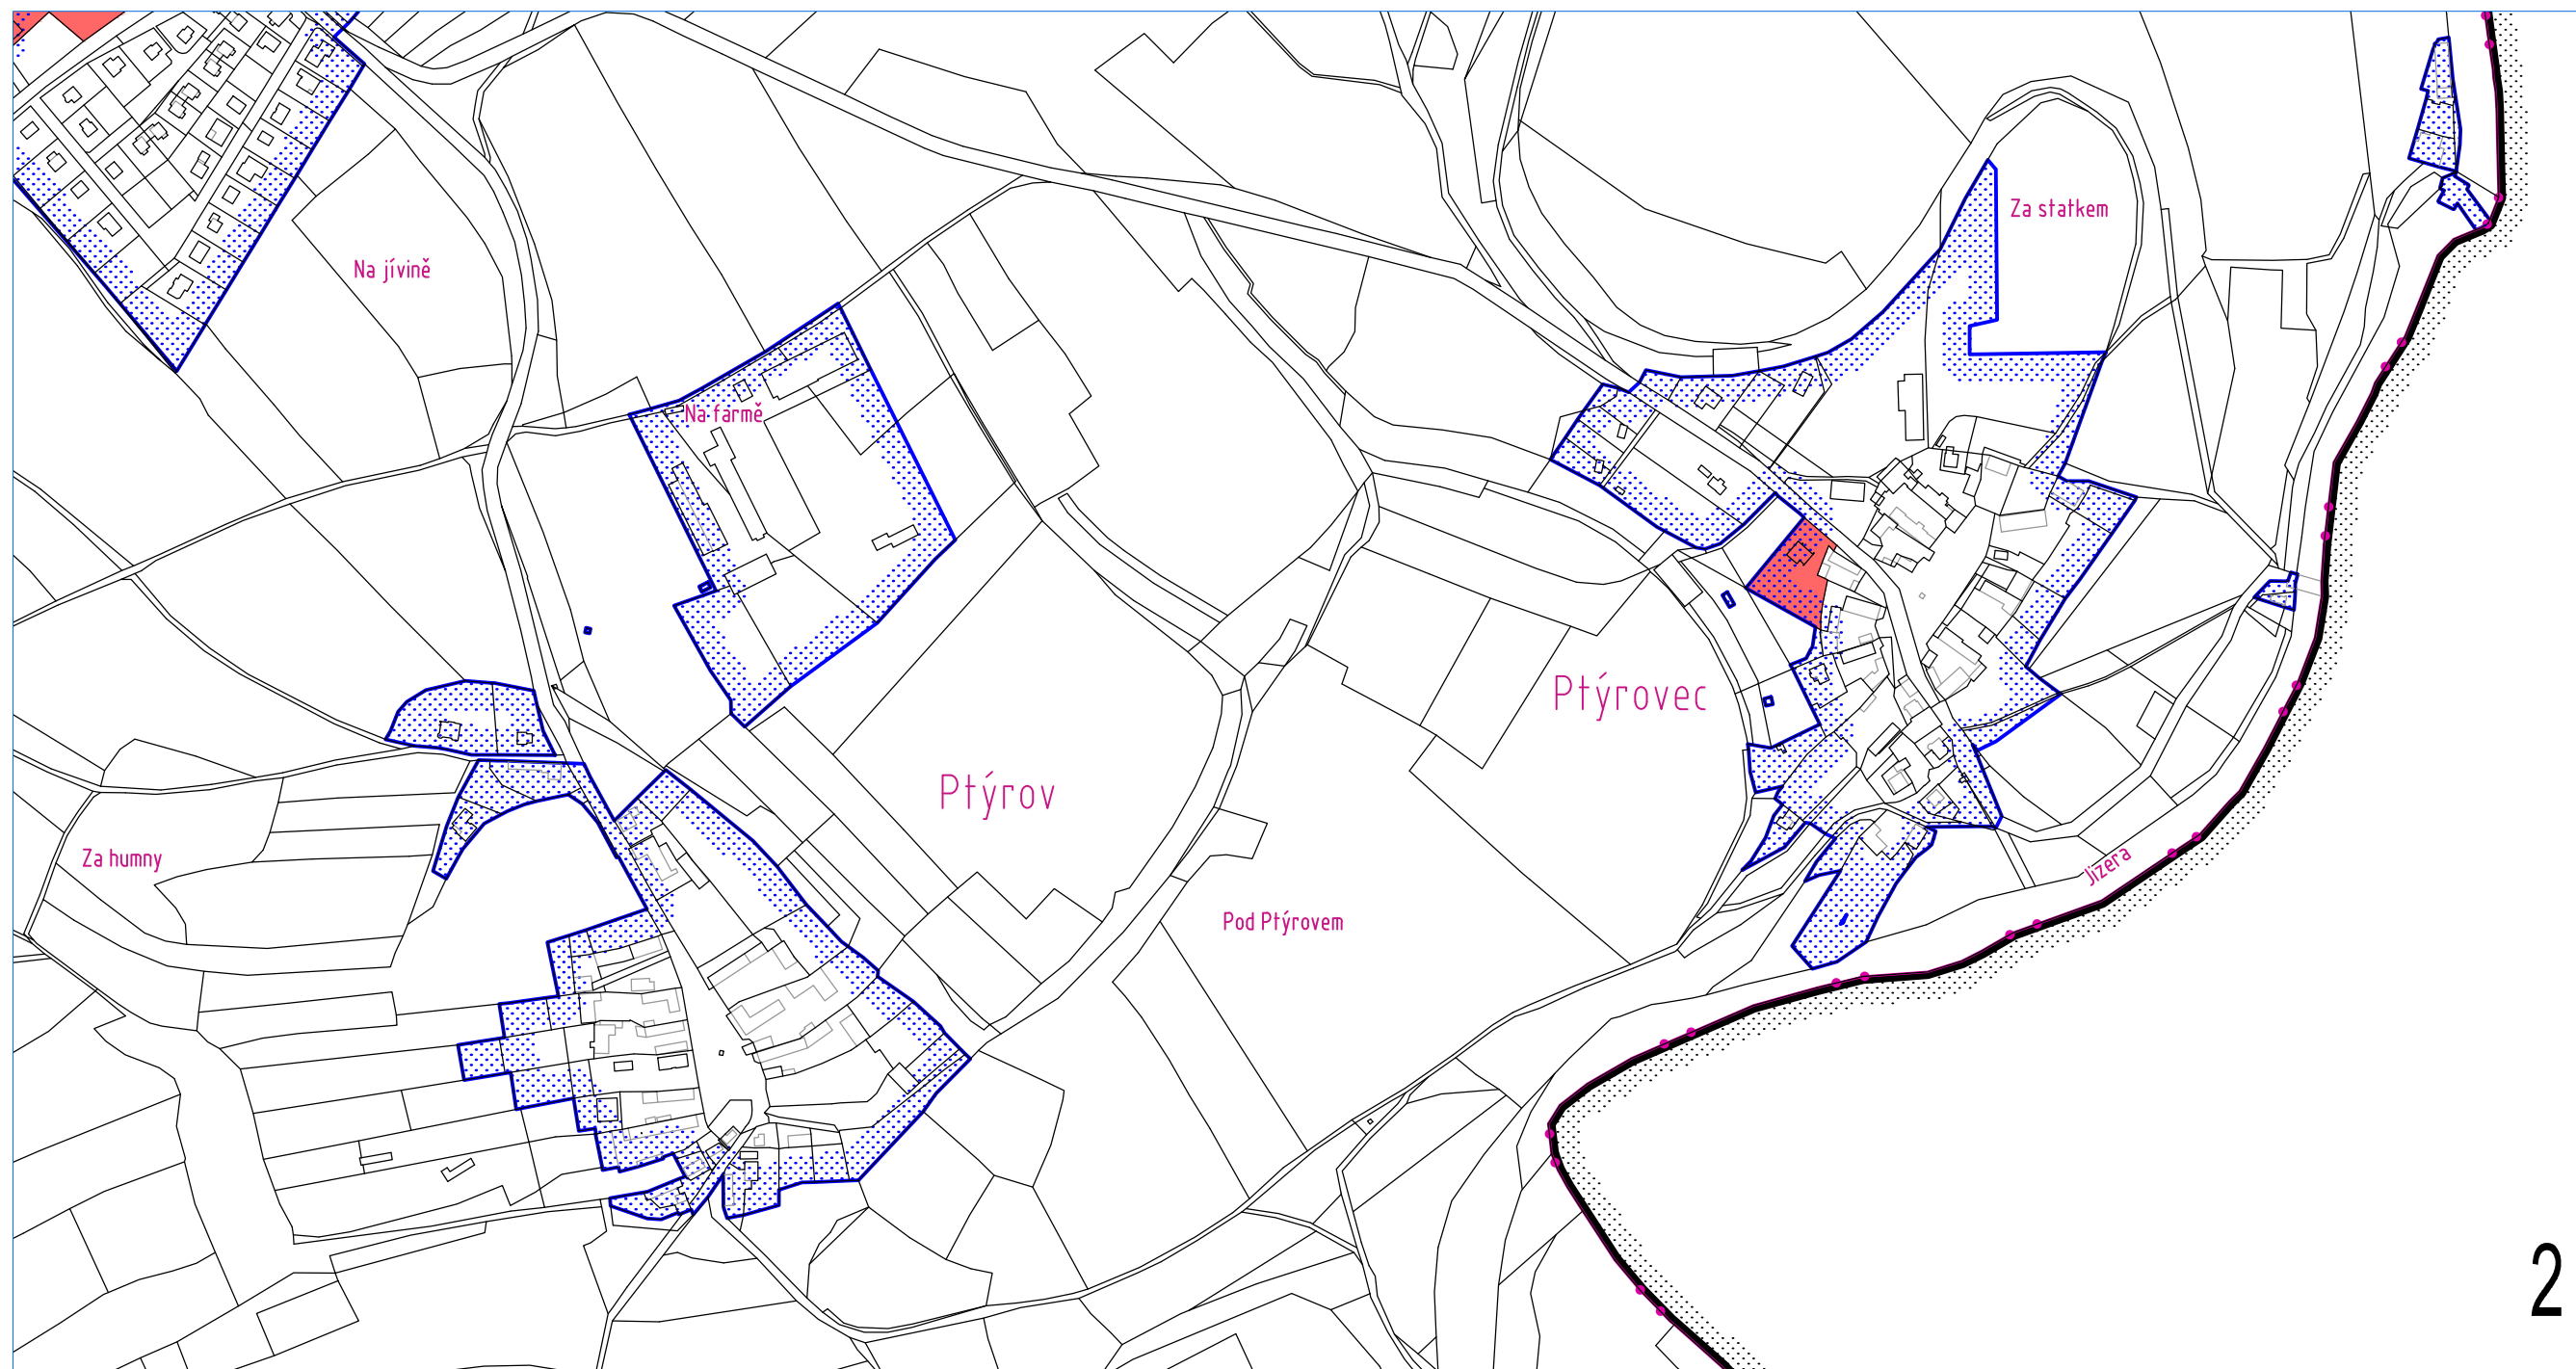 Za statkem
Na jívině
Na farmě
Ptýrovec
Ptýrov
Za humny
Jizera
Pod Ptýrovem
2